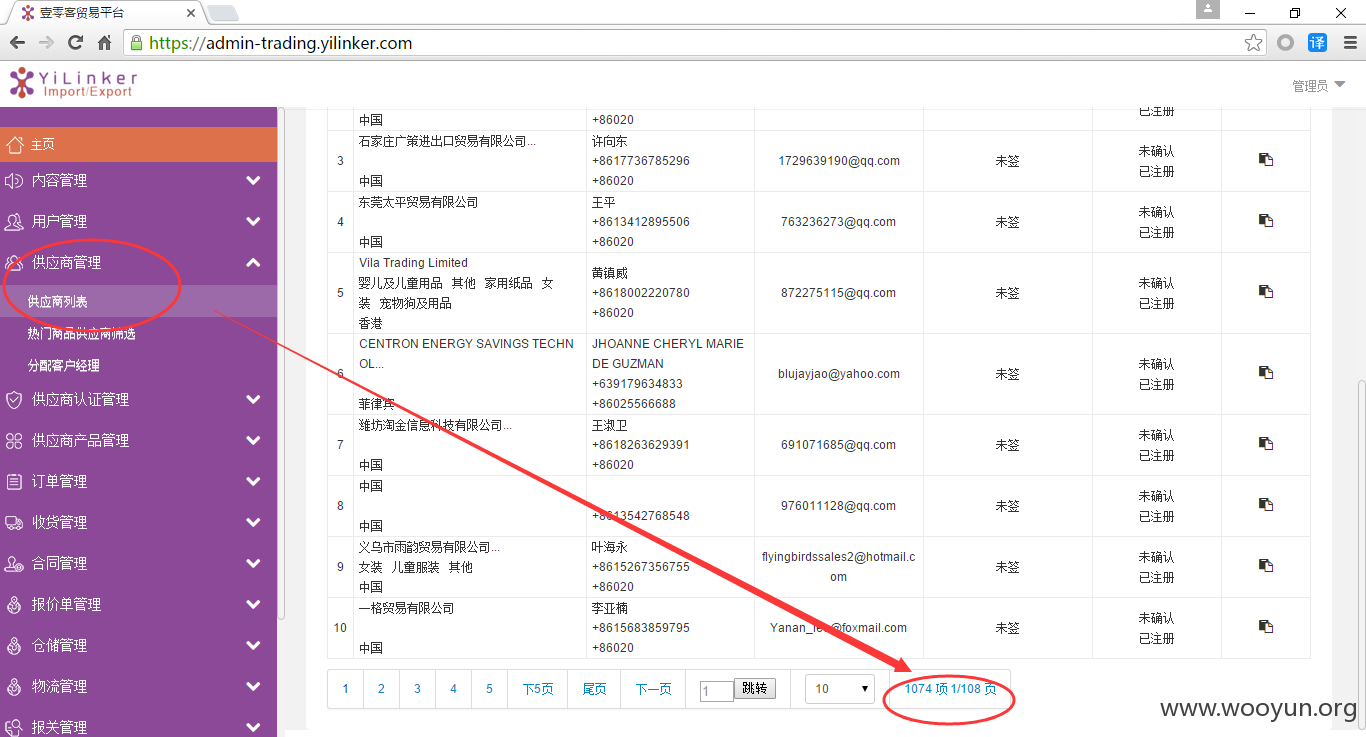 壹零客贸易平台
https://admin-trading.yilinker.com
译
YiLinker
Import/Export
管理员
主页
内容管理
用户管理
供应商管理
供应商列表
热门商品供应商筛选
分配客户经理
供应商认证管理
供应商产品管理
订单管理
收货管理
合同管理
报价单管理
仓储管理
物流管理
报关管理
中国
+86020
已注册
3
石家庄广策进出口贸易有限公司...
中国
许向东
+8617736785296
+86020
1729639190@qq.com
未签
未确认
已注册
4
东莞太平贸易有限公司
中国
王平
+8613412895506
+86020
763236273@qq.com
未签
未确认
已注册
5
Vila Trading Limited
婴儿及儿童用品 其他 家用纸品 女
装 宠物狗及用品
香港
黄镇威
+8618002220780
+86020
872275115@qq.com
未签
未确认
已注册
6
CENTRON ENERGY SAVINGS TECHN
OL...
菲律宾
JHOANNE CHERYL MARIE
DE GUZMAN
+639179634833
+86025566688
blujayjao@yahoo.com
未签
未确认
已注册
7
潍坊淘金信息科技有限公司...
中国
王淑卫
+8618263629391
+86020
691071685@qq.com
未签
未确认
已注册
8
中国
中国
+8613542768548
976011128@qq.com
未签
未确认
已注册
9
义乌市雨韵贸易有限公司...
女装 儿童服装 其他
中国
叶海永
+8615267356755
+86020
flyingbirdssales2@hotmail.c
om
未签
未确认
已注册
10
一格贸易有限公司
中国
李亚楠
+8615683859795
+86020
未签
未确认
已注册
1 2 3 4 5 下5页 尾页 下一页 1 跳转 10 1074 项 1/108 页
www.wooyun.org